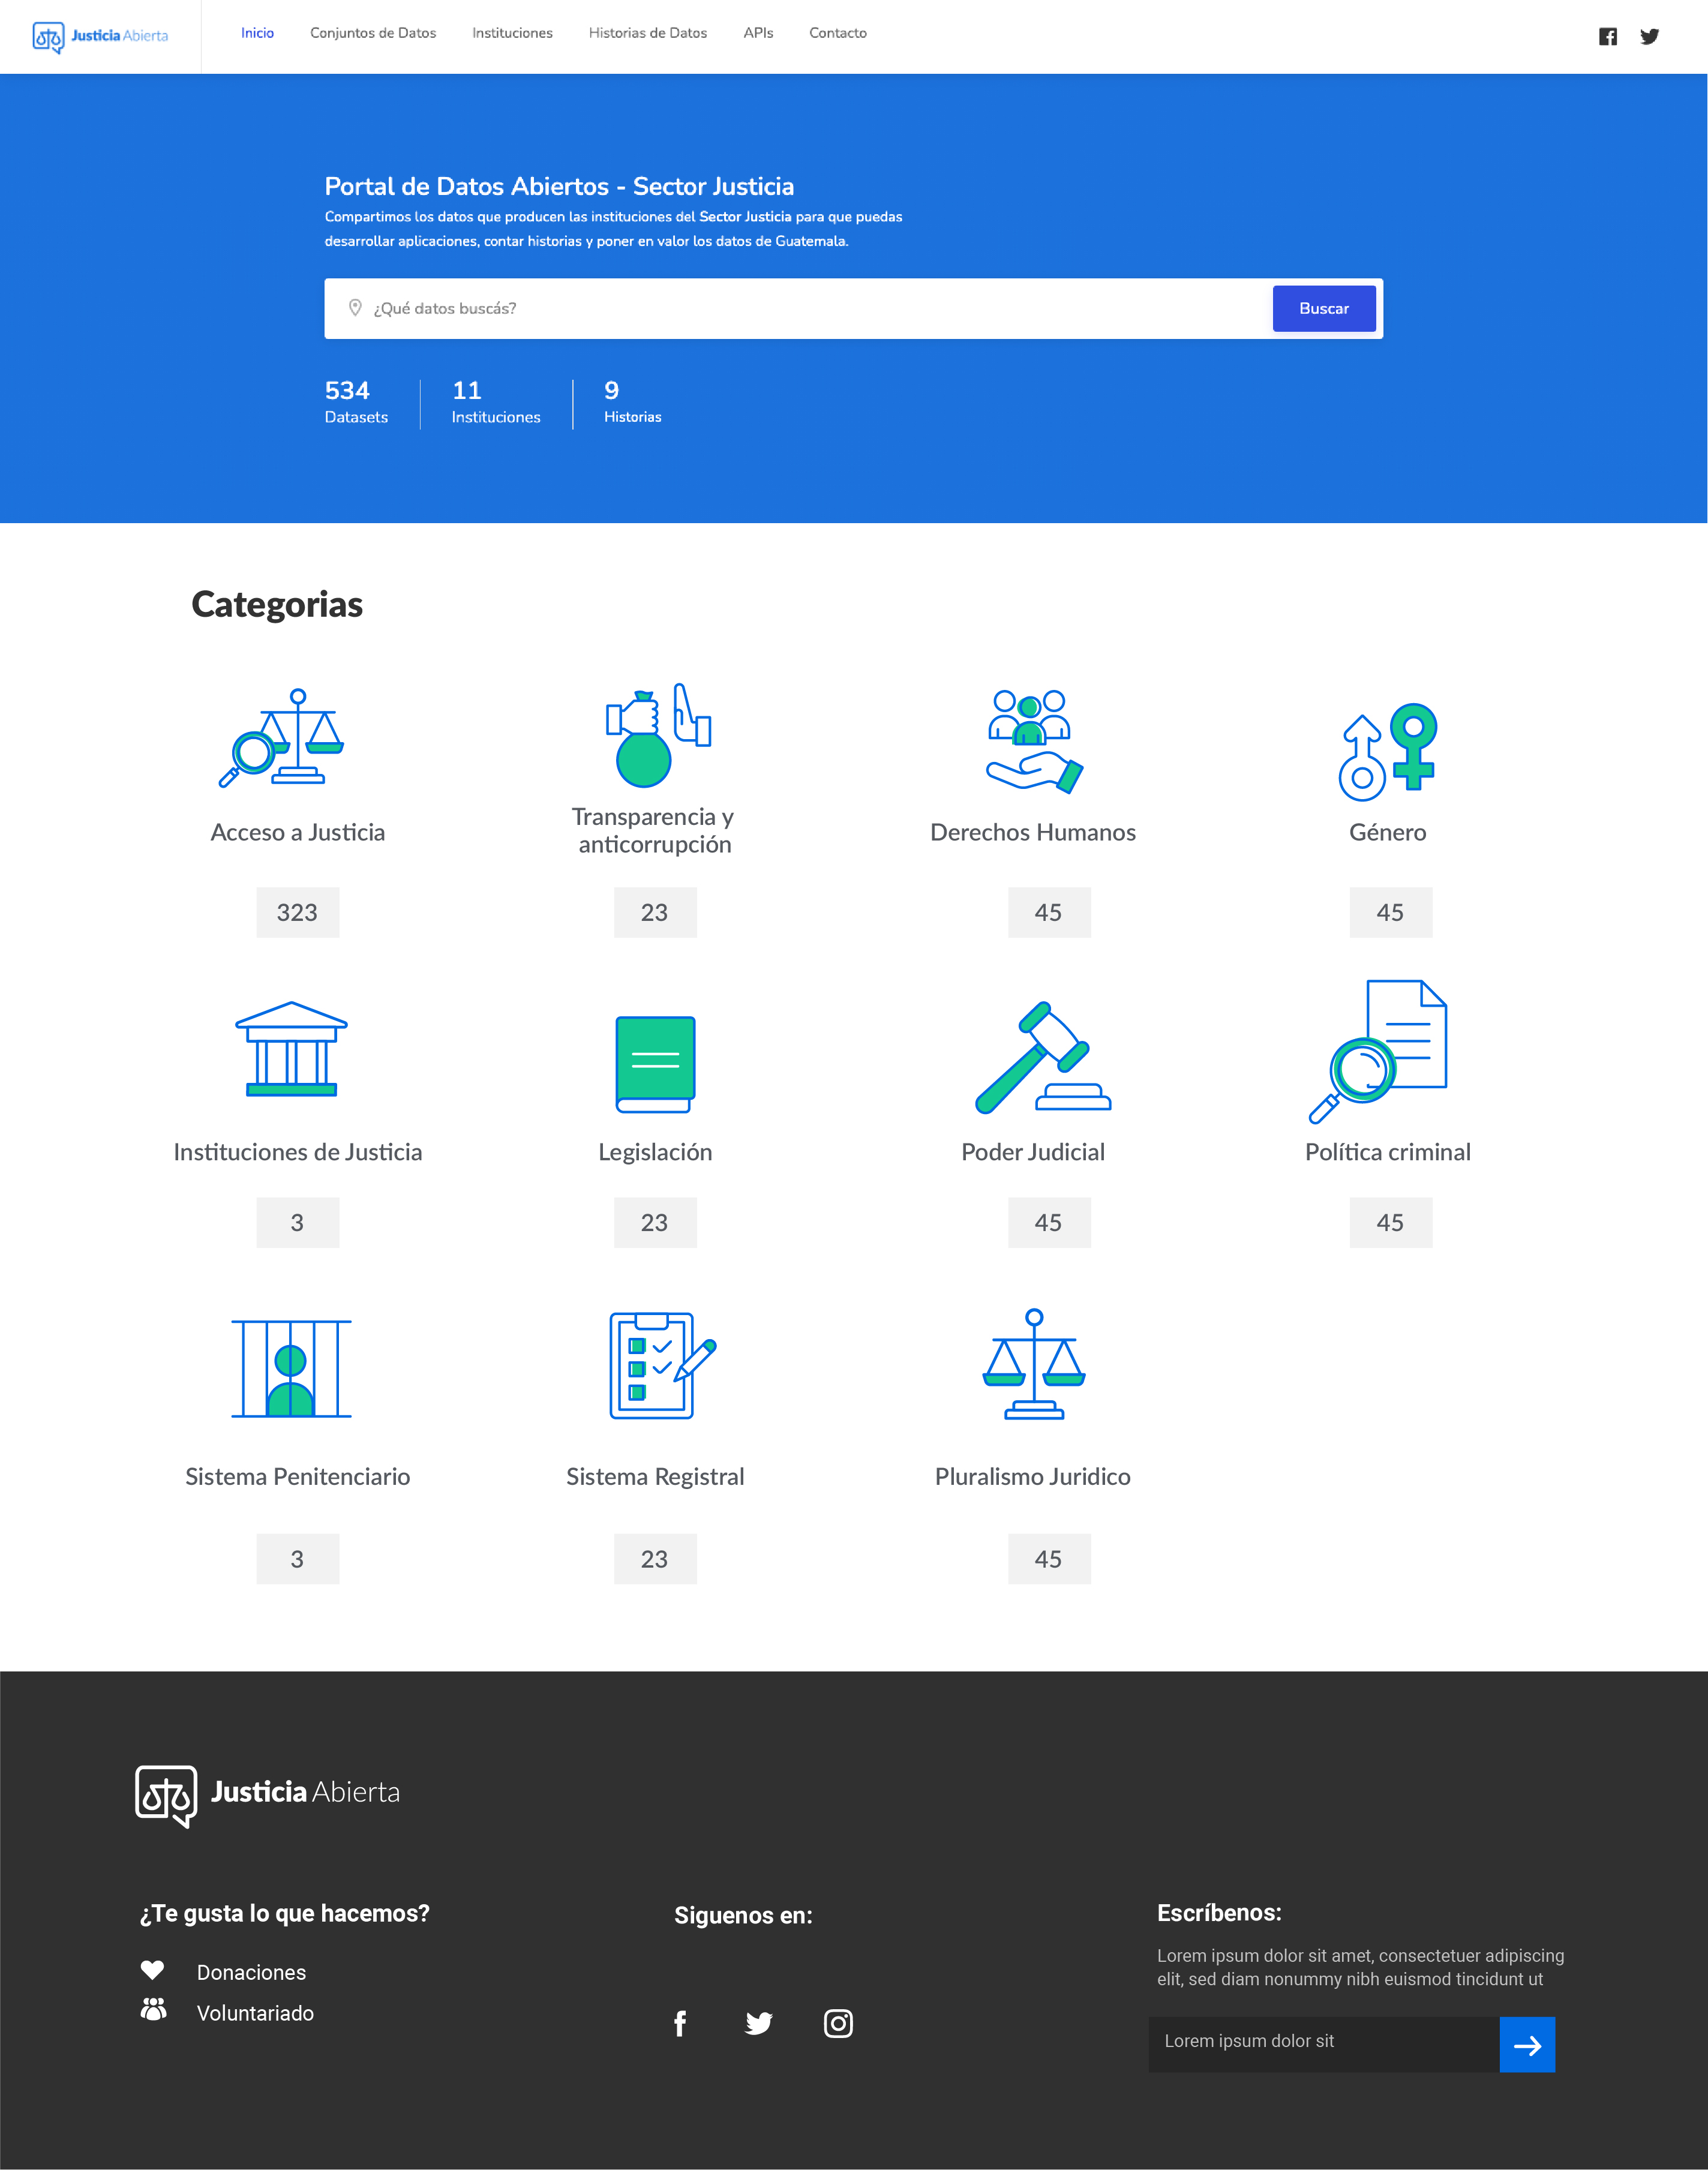 Justicia Abierta
Inicio Conjuntos de Datos Instituciones Historias de Datos APIs Contacto
Portal de Datos Abiertos - Sector Justicia
Compartimos los datos que producen las instituciones del Sector Justicia para que puedas
desarrollar aplicaciones, contar historias y poner en valor los datos de Guatemala.
¿Qué datos buscás?
Buscar
534 11 9
Datasets Instituciones Historias
Categorias
Acceso a Justicia
Transparencia y
anticorrupción
Derechos Humanos
Género
323 23 45 45
Instituciones de Justicia Legislación Poder Judicial Política criminal
3 23 45 45
Sistema Penitenciario Sistema Registral Pluralismo Juridico
3 23 45
Justicia Abierta
¿Te gusta lo que hacemos?
Donaciones
Voluntariado
Siguenos en:
Escríbenos:
Lorem ipsum dolor sit amet, consectetuer adipiscing
elit, sed diam nonummy nibh euismod tincidunt ut
Lorem ipsum dolor sit